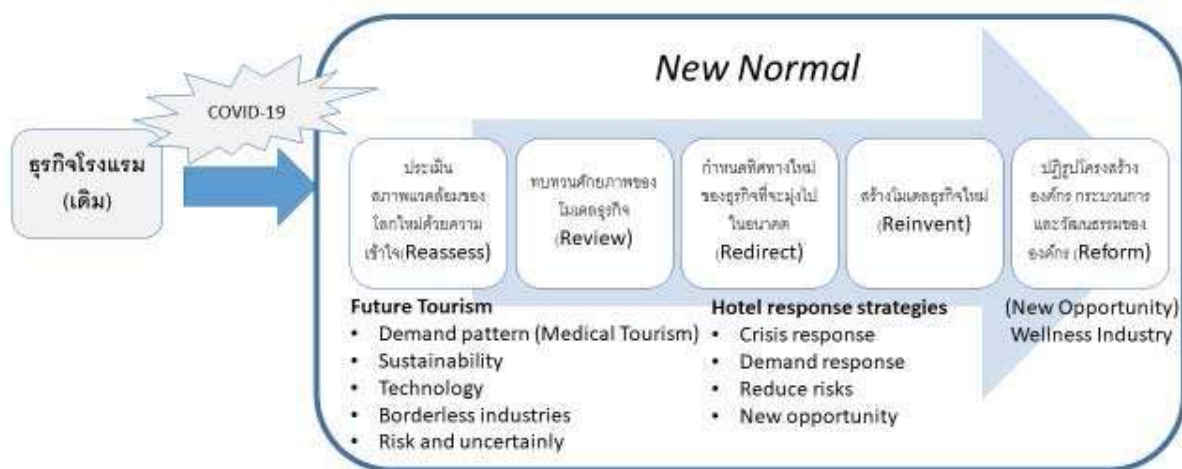 New Normal
COVID-19
ธุรกิจโรงแรม
(เดิม)
ประเมิน
สภาพแวดล้อมของ
โลกใหม่ด้วยความ
เข้าใจ(Reassess)
ทบทวนศักยภาพของ
โมเดลธุรกิจ
(Review)
กำหนดทิศทางใหม่
ของธุรกิจที่จะมุ่งไป
ในอนาคต
(Redirect)
สร้างโมเดลธุรกิจใหม่
(Reinvent)
ปฏิรูปโครงสร้าง
องค์กร กระบวนการ
และวัฒนธรรมของ
องค์กร (Reform)
Future Tourism
• Demand pattern (Medical Tourism)
• Sustainability
• Technology
• Borderless industries
• Risk and uncertainly
Hotel response strategies
• Crisis response
• Demand response
• Reduce risks
• New opportunity
(New Opportunity)
Wellness Industry